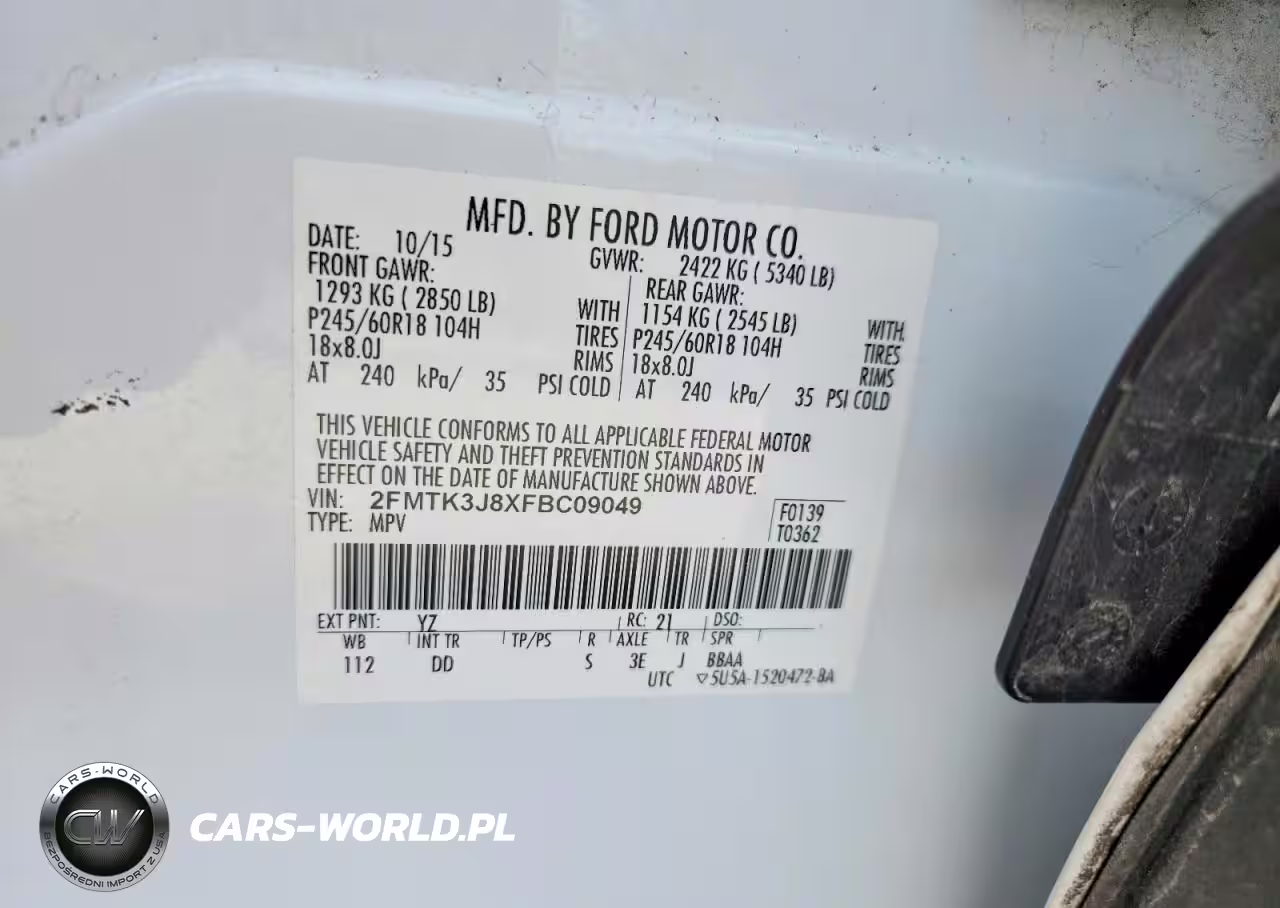 MFD. BY FORD MOTOR CO.
DATE: 10/15 GVWR: 2422 KG ( 5340 LB)
FRONT GAWR: REAR GAWR:
1293 KG ( 2850 LB) WITH 1154 KG ( 2545 LB) WITH
P245/60R18 104H TIRES P245/60R18 104H TIRES
18x8.0J RIMS 18x8.0J RIMS
AT 240 kPa/ 35 PSI COLD AT 240 kPa/ 35 PSI COLD
THIS VEHICLE CONFORMS TO ALL APPLICABLE FEDERAL MOTOR
VEHICLE SAFETY AND THEFT PREVENTION STANDARDS IN
EFFECT ON THE DATE OF MANUFACTURE SHOWN ABOVE.
VIN: 2FMTK3J8XFBC09049 F0139
TYPE: MPV T0362
EXT PNT: YZ RC: 21 DSO:
WB INT TR TP/PS R AXLE TR SPR
112 DD S 3E J BBAA
UTC ▽5U5A-1520472-BA
CARS-WORLD
CW
BEZPOŚREDNI IMPORT Z USA
CARS-WORLD.PL